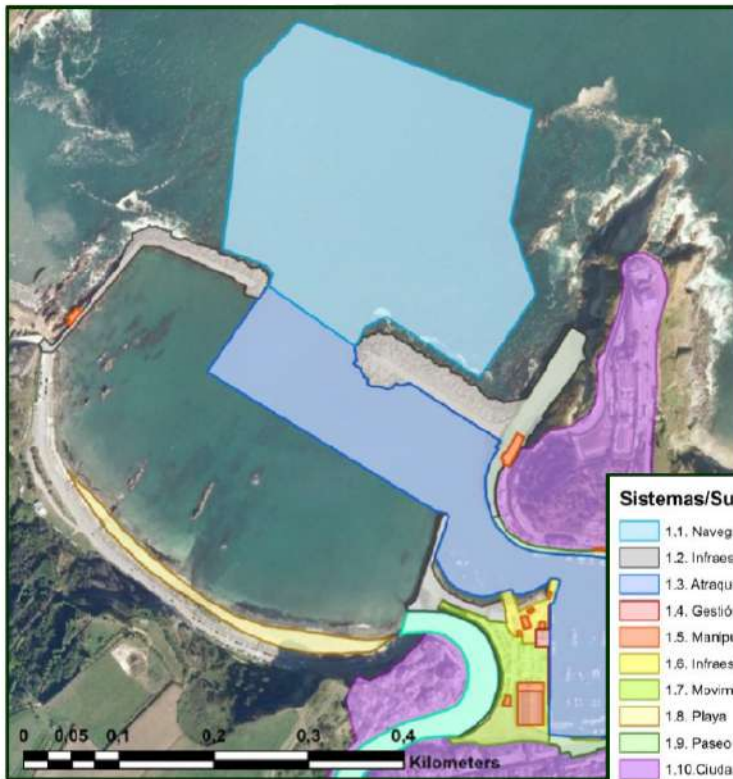 Sistemas/Su
1.1. Naveg
1.2. Infraes
1.3. Atraqu
1.4. Gestió
1.5. Manipu
1.6. Infraes
1.7. Movim
1.8. Playa
1.9. Paseo
1.10. Ciuda
0 0,05 0,1 0,2 0,3 0,4
Kilometers